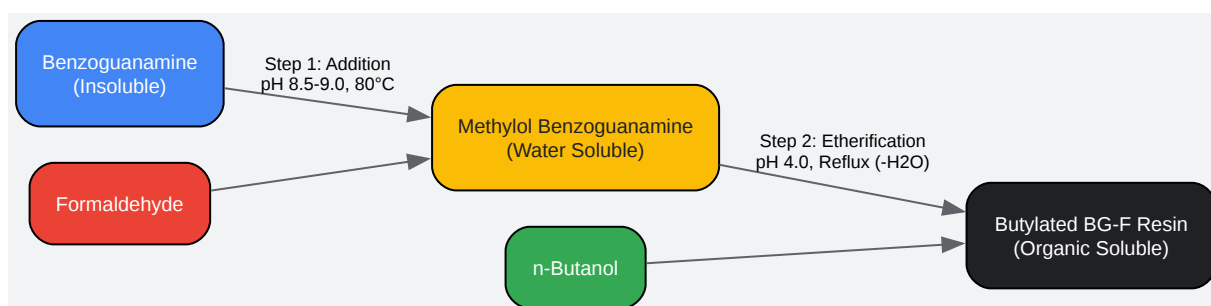 Benzoguanamine
(Insoluble)
Step 1: Addition
pH 8.5-9.0, 80°C
Formaldehyde
Methylol Benzoguanamine
(Water Soluble)
Step 2: Etherification
pH 4.0, Reflux (-H2O)
n-Butanol
Butylated BG-F Resin
(Organic Soluble)